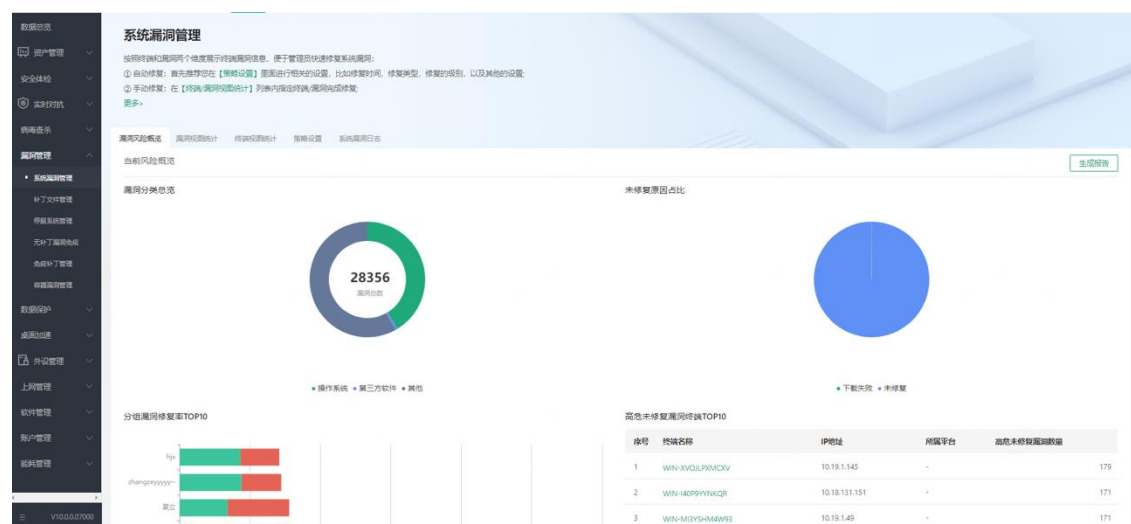 数据总览
资产管理
安全体检
实时对抗
病毒查杀
漏洞管理
系统漏洞管理
补丁文件管理
停服系统管理
无补丁漏洞免疫
免疫补丁管理
容器漏洞管理
数据保护
桌面加速
外设管理
上网管理
软件管理
账户管理
能耗管理
V10.0.0.07000
系统漏洞管理
按照终端和漏洞两个维度展示终端漏洞信息，便于管理员快速修复系统漏洞：
① 自动修复：首先推荐您在【策略设置】里面进行相关的设置，比如修复时间，修复类型，修复的级别，以及其他的设置;
② 手动修复：在【终端/漏洞视图统计】列表内指定终端/漏洞完成修复;
更多>
漏洞风险概览 漏洞视图统计 终端视图统计 策略设置 系统漏洞日志
当前风险概览 生成报告
漏洞分类总览
28356
漏洞总数
操作系统 第三方软件 其他
未修复原因占比
下载失败 未修复
分组漏洞修复率TOP10
hjx
zhangzeyyyyy~
夏立
高危未修复漏洞终端TOP10
序号 终端名称 IP地址 所属平台 高危未修复漏洞数量
1 WIN-XVOJLPXMCXV 10.19.1.145 - 179
2 WIN-I40P9YYNKQR 10.18.131.151 - 171
3 WIN-MI3YSHM4W93 10.19.1.49 - 171